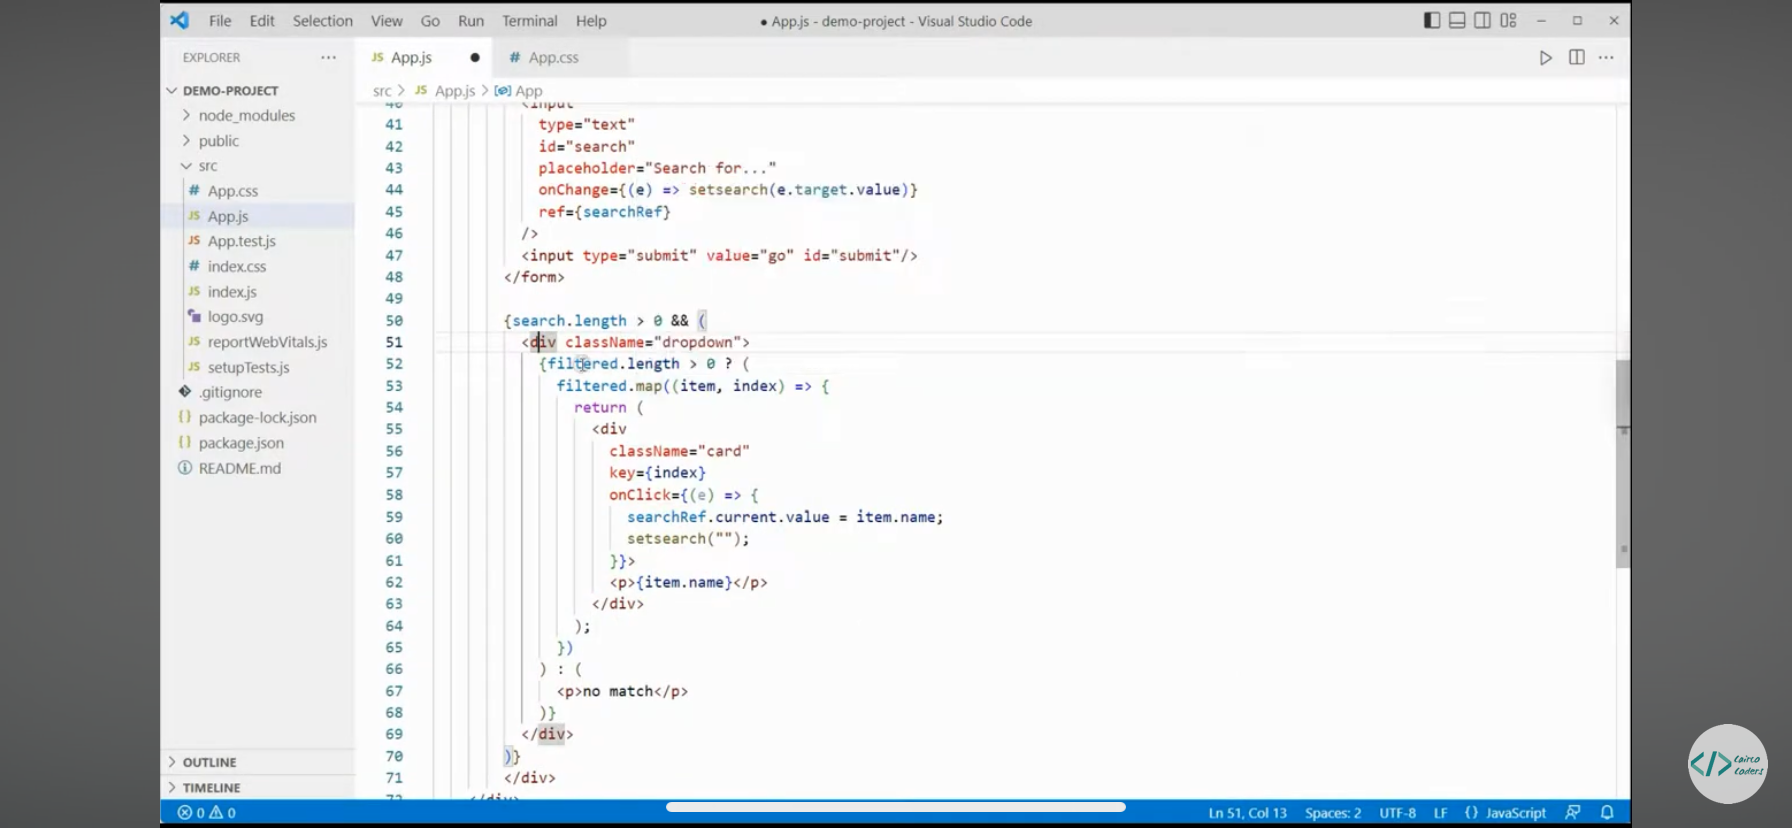 File Edit Selection View Go Run Terminal Help
● App.js - demo-project - Visual Studio Code
EXPLORER
DEMO-PROJECT
node_modules
public
src
# App.css
JS App.js
JS App.test.js
# index.css
JS index.js
logo.svg
JS reportWebVitals.js
JS setupTests.js
.gitignore
{} package-lock.json
{} package.json
README.md
OUTLINE
TIMELINE
JS App.js ●
# App.css
src > JS App.js > App
40 <input
41 type="text"
42 id="search"
43 placeholder="Search for..."
44 onChange={(e) => setsearch(e.target.value)}
45 ref={searchRef}
46 />
47 <input type="submit" value="go" id="submit"/>
48 </form>
49
50 {search.length > 0 && (
51 <div className="dropdown">
52 {filtered.length > 0 ? (
53 filtered.map((item, index) => {
54 return (
55 <div
56 className="card"
57 key={index}
58 onClick={(e) => {
59 searchRef.current.value = item.name;
60 setsearch("");
61 }}>
62 <p>{item.name}</p>
63 </div>
64 );
65 })
66 ) : (
67 <p>no match</p>
68 )}
69 </div>
70 )}
71 </div>
72 </div>
0 0
Ln 51, Col 13 Spaces: 2 UTF-8 LF {} JavaScript
</> Cairo
Coders